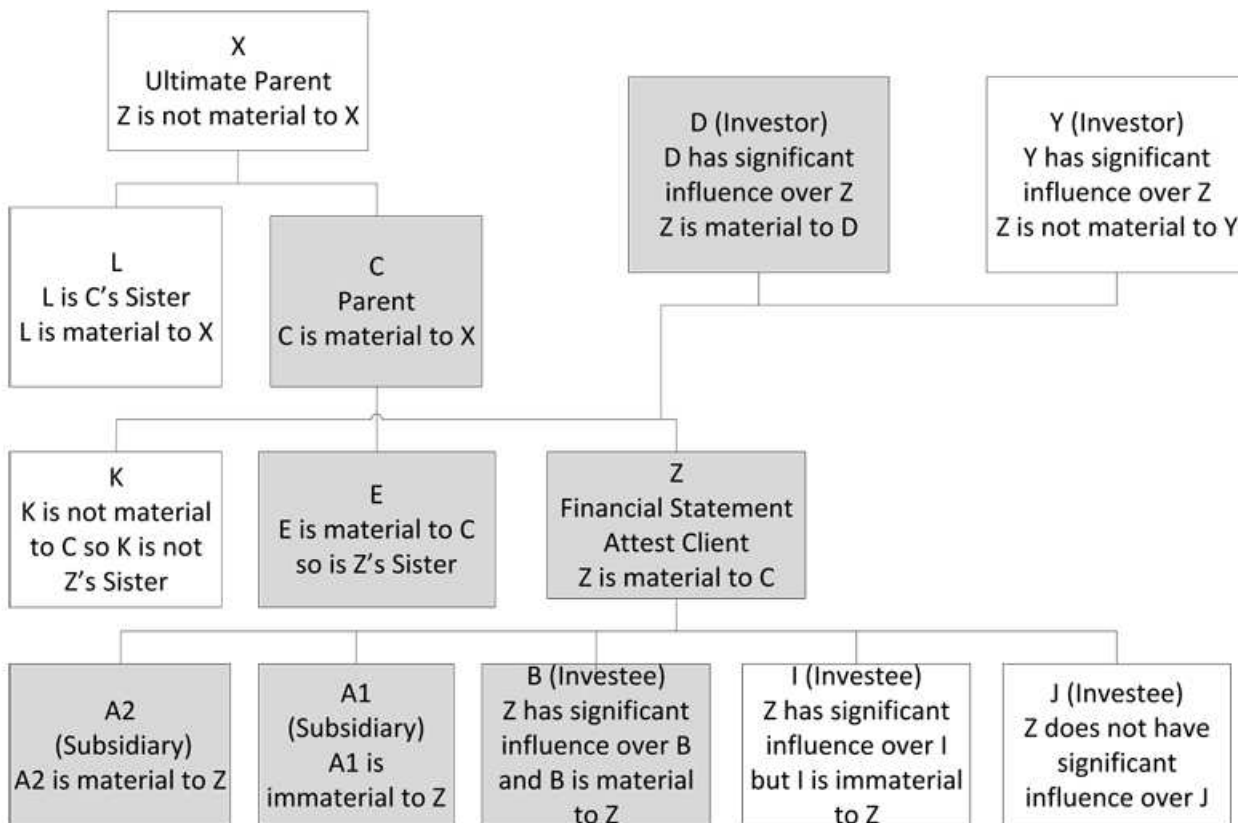 X
Ultimate Parent
Z is not material to X
D (Investor)
D has significant
influence over Z
Z is material to D
Y (Investor)
Y has significant
influence over Z
Z is not material to Y
L
L is C’s Sister
L is material to X
C
Parent
C is material to X
K
K is not material
to C so K is not
Z’s Sister
E
E is material to C
so is Z’s Sister
Z
Financial Statement
Attest Client
Z is material to C
A2
(Subsidiary)
A2 is material to Z
A1
(Subsidiary)
A1 is
immaterial to Z
B (Investee)
Z has significant
influence over B
and B is material
to Z
I (Investee)
Z has significant
influence over I
but I is immaterial
to Z
J (Investee)
Z does not have
significant
influence over J